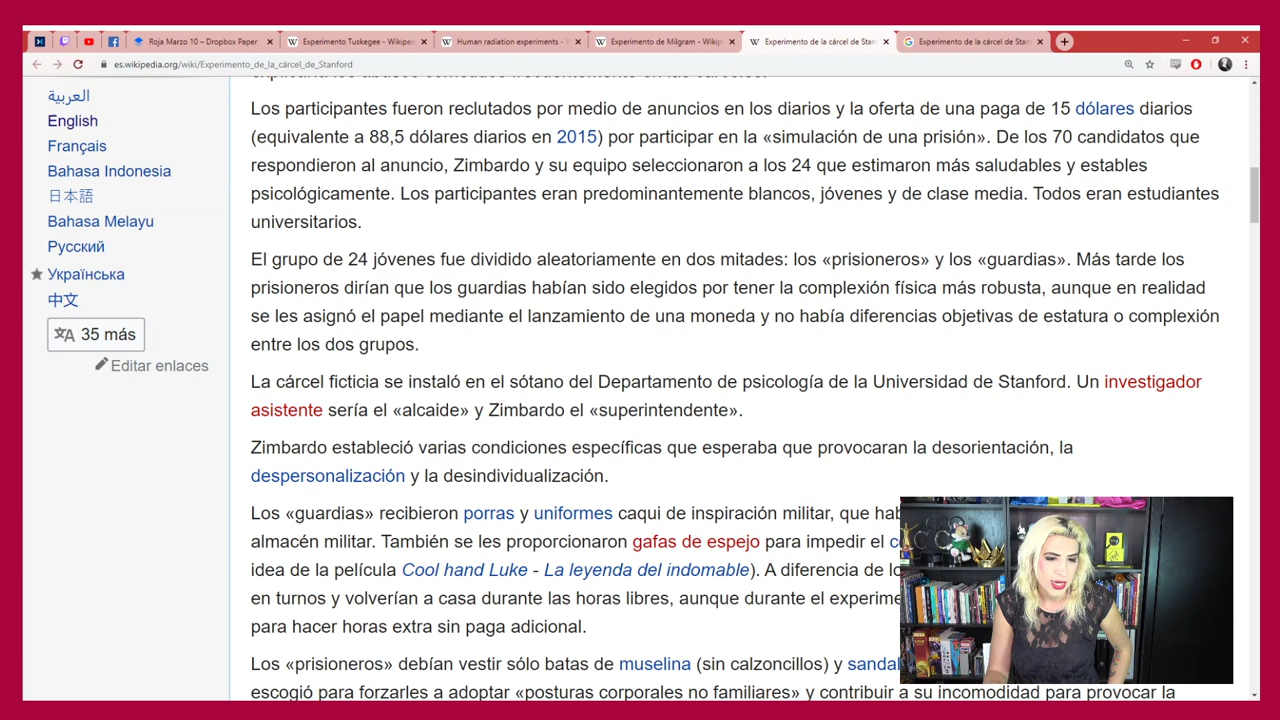 Roja Marzo 10 – Dropbox Paper
Experimento Tuskegee - Wikiped
Human radiation experiments -
Experimento de Milgram - Wikip
Experimento de la cárcel de Stan
Experimento de la cárcel de Stan
es.wikipedia.org/wiki/Experimento_de_la_cárcel_de_Stanford
العربية
English
Français
Bahasa Indonesia
日本語
Bahasa Melayu
Русский
Українська
中文
35 más
Editar enlaces
Los participantes fueron reclutados por medio de anuncios en los diarios y la oferta de una paga de 15 dólares diarios
(equivalente a 88,5 dólares diarios en 2015) por participar en la «simulación de una prisión». De los 70 candidatos que
respondieron al anuncio, Zimbardo y su equipo seleccionaron a los 24 que estimaron más saludables y estables
psicológicamente. Los participantes eran predominantemente blancos, jóvenes y de clase media. Todos eran estudiantes
universitarios.
El grupo de 24 jóvenes fue dividido aleatoriamente en dos mitades: los «prisioneros» y los «guardias». Más tarde los
prisioneros dirían que los guardias habían sido elegidos por tener la complexión física más robusta, aunque en realidad
se les asignó el papel mediante el lanzamiento de una moneda y no había diferencias objetivas de estatura o complexión
entre los dos grupos.
La cárcel ficticia se instaló en el sótano del Departamento de psicología de la Universidad de Stanford. Un investigador
asistente sería el «alcaide» y Zimbardo el «superintendente».
Zimbardo estableció varias condiciones específicas que esperaba que provocaran la desorientación, la
despersonalización y la desindividualización.
Los «guardias» recibieron porras y uniformes caqui de inspiración militar, que hab
almacén militar. También se les proporcionaron gafas de espejo para impedir el c
idea de la película Cool hand Luke - La leyenda del indomable). A diferencia de lo
en turnos y volverían a casa durante las horas libres, aunque durante el experime
para hacer horas extra sin paga adicional.
Los «prisioneros» debían vestir sólo batas de muselina (sin calzoncillos) y sandal
escogió para forzarles a adoptar «posturas corporales no familiares» y contribuir a su incomodidad para provocar la